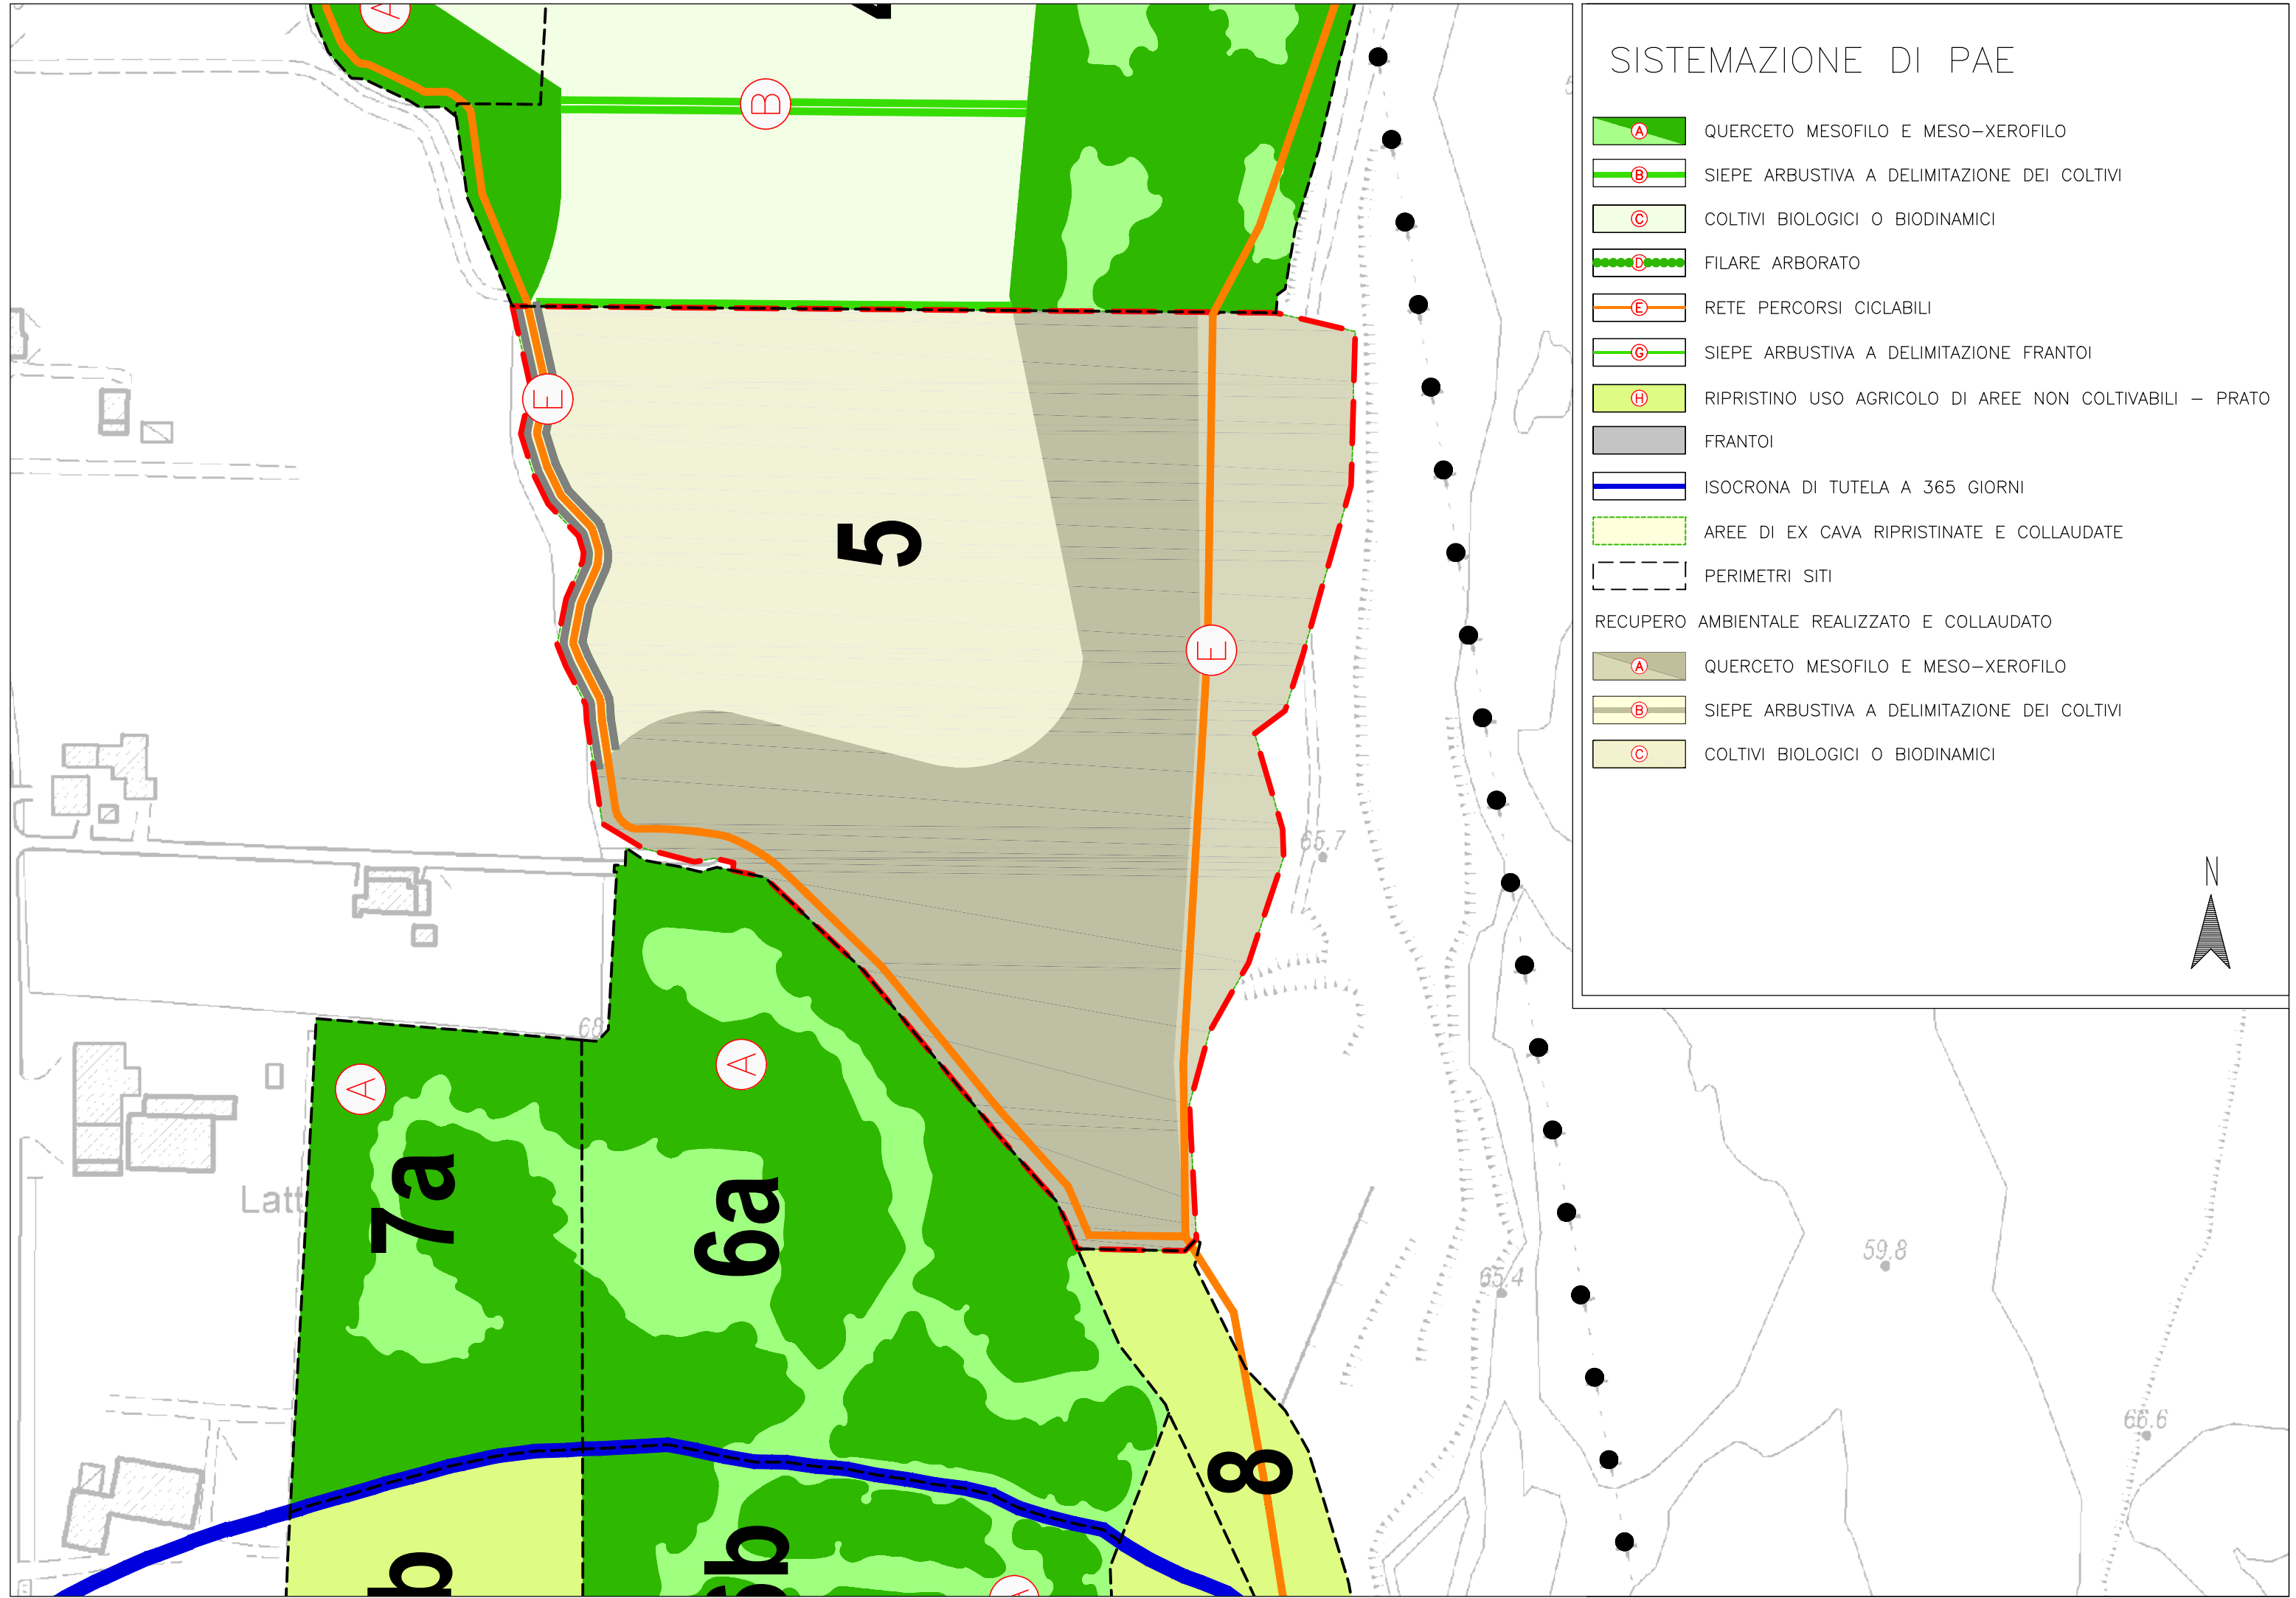 SISTEMAZIONE DI PAE
A QUERCETO MESOFILO E MESO-XEROFILO
B SIEPE ARBUSTIVA A DELIMITAZIONE DEI COLTIVI
C COLTIVI BIOLOGICI O BIODINAMICI
D FILARE ARBORATO
E RETE PERCORSI CICLABILI
G SIEPE ARBUSTIVA A DELIMITAZIONE FRANTOI
H RIPRISTINO USO AGRICOLO DI AREE NON COLTIVABILI – PRATO
FRANTOI
ISOCRONA DI TUTELA A 365 GIORNI
AREE DI EX CAVA RIPRISTINATE E COLLAUDATE
PERIMETRI SITI
RECUPERO AMBIENTALE REALIZZATO E COLLAUDATO
A QUERCETO MESOFILO E MESO-XEROFILO
B SIEPE ARBUSTIVA A DELIMITAZIONE DEI COLTIVI
C COLTIVI BIOLOGICI O BIODINAMICI
N
A
B
E
5
E
65.7
68
A
A
7a
6a
Latt
59.8
65.4
66.6
8
b
6b
A